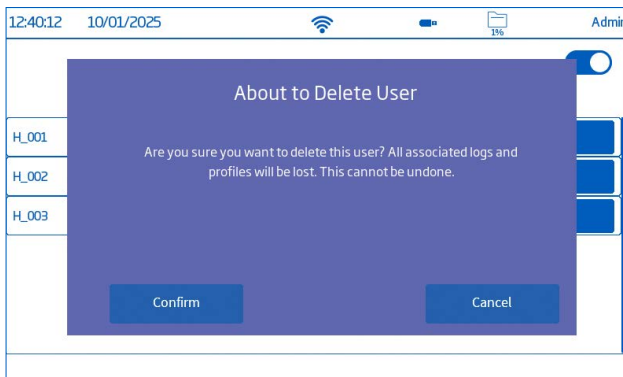 12:40:12 10/01/2025 1% Admi
About to Delete User
H_001
Are you sure you want to delete this user? All associated logs and
profiles will be lost. This cannot be undone.
H_002
H_003
Confirm Cancel